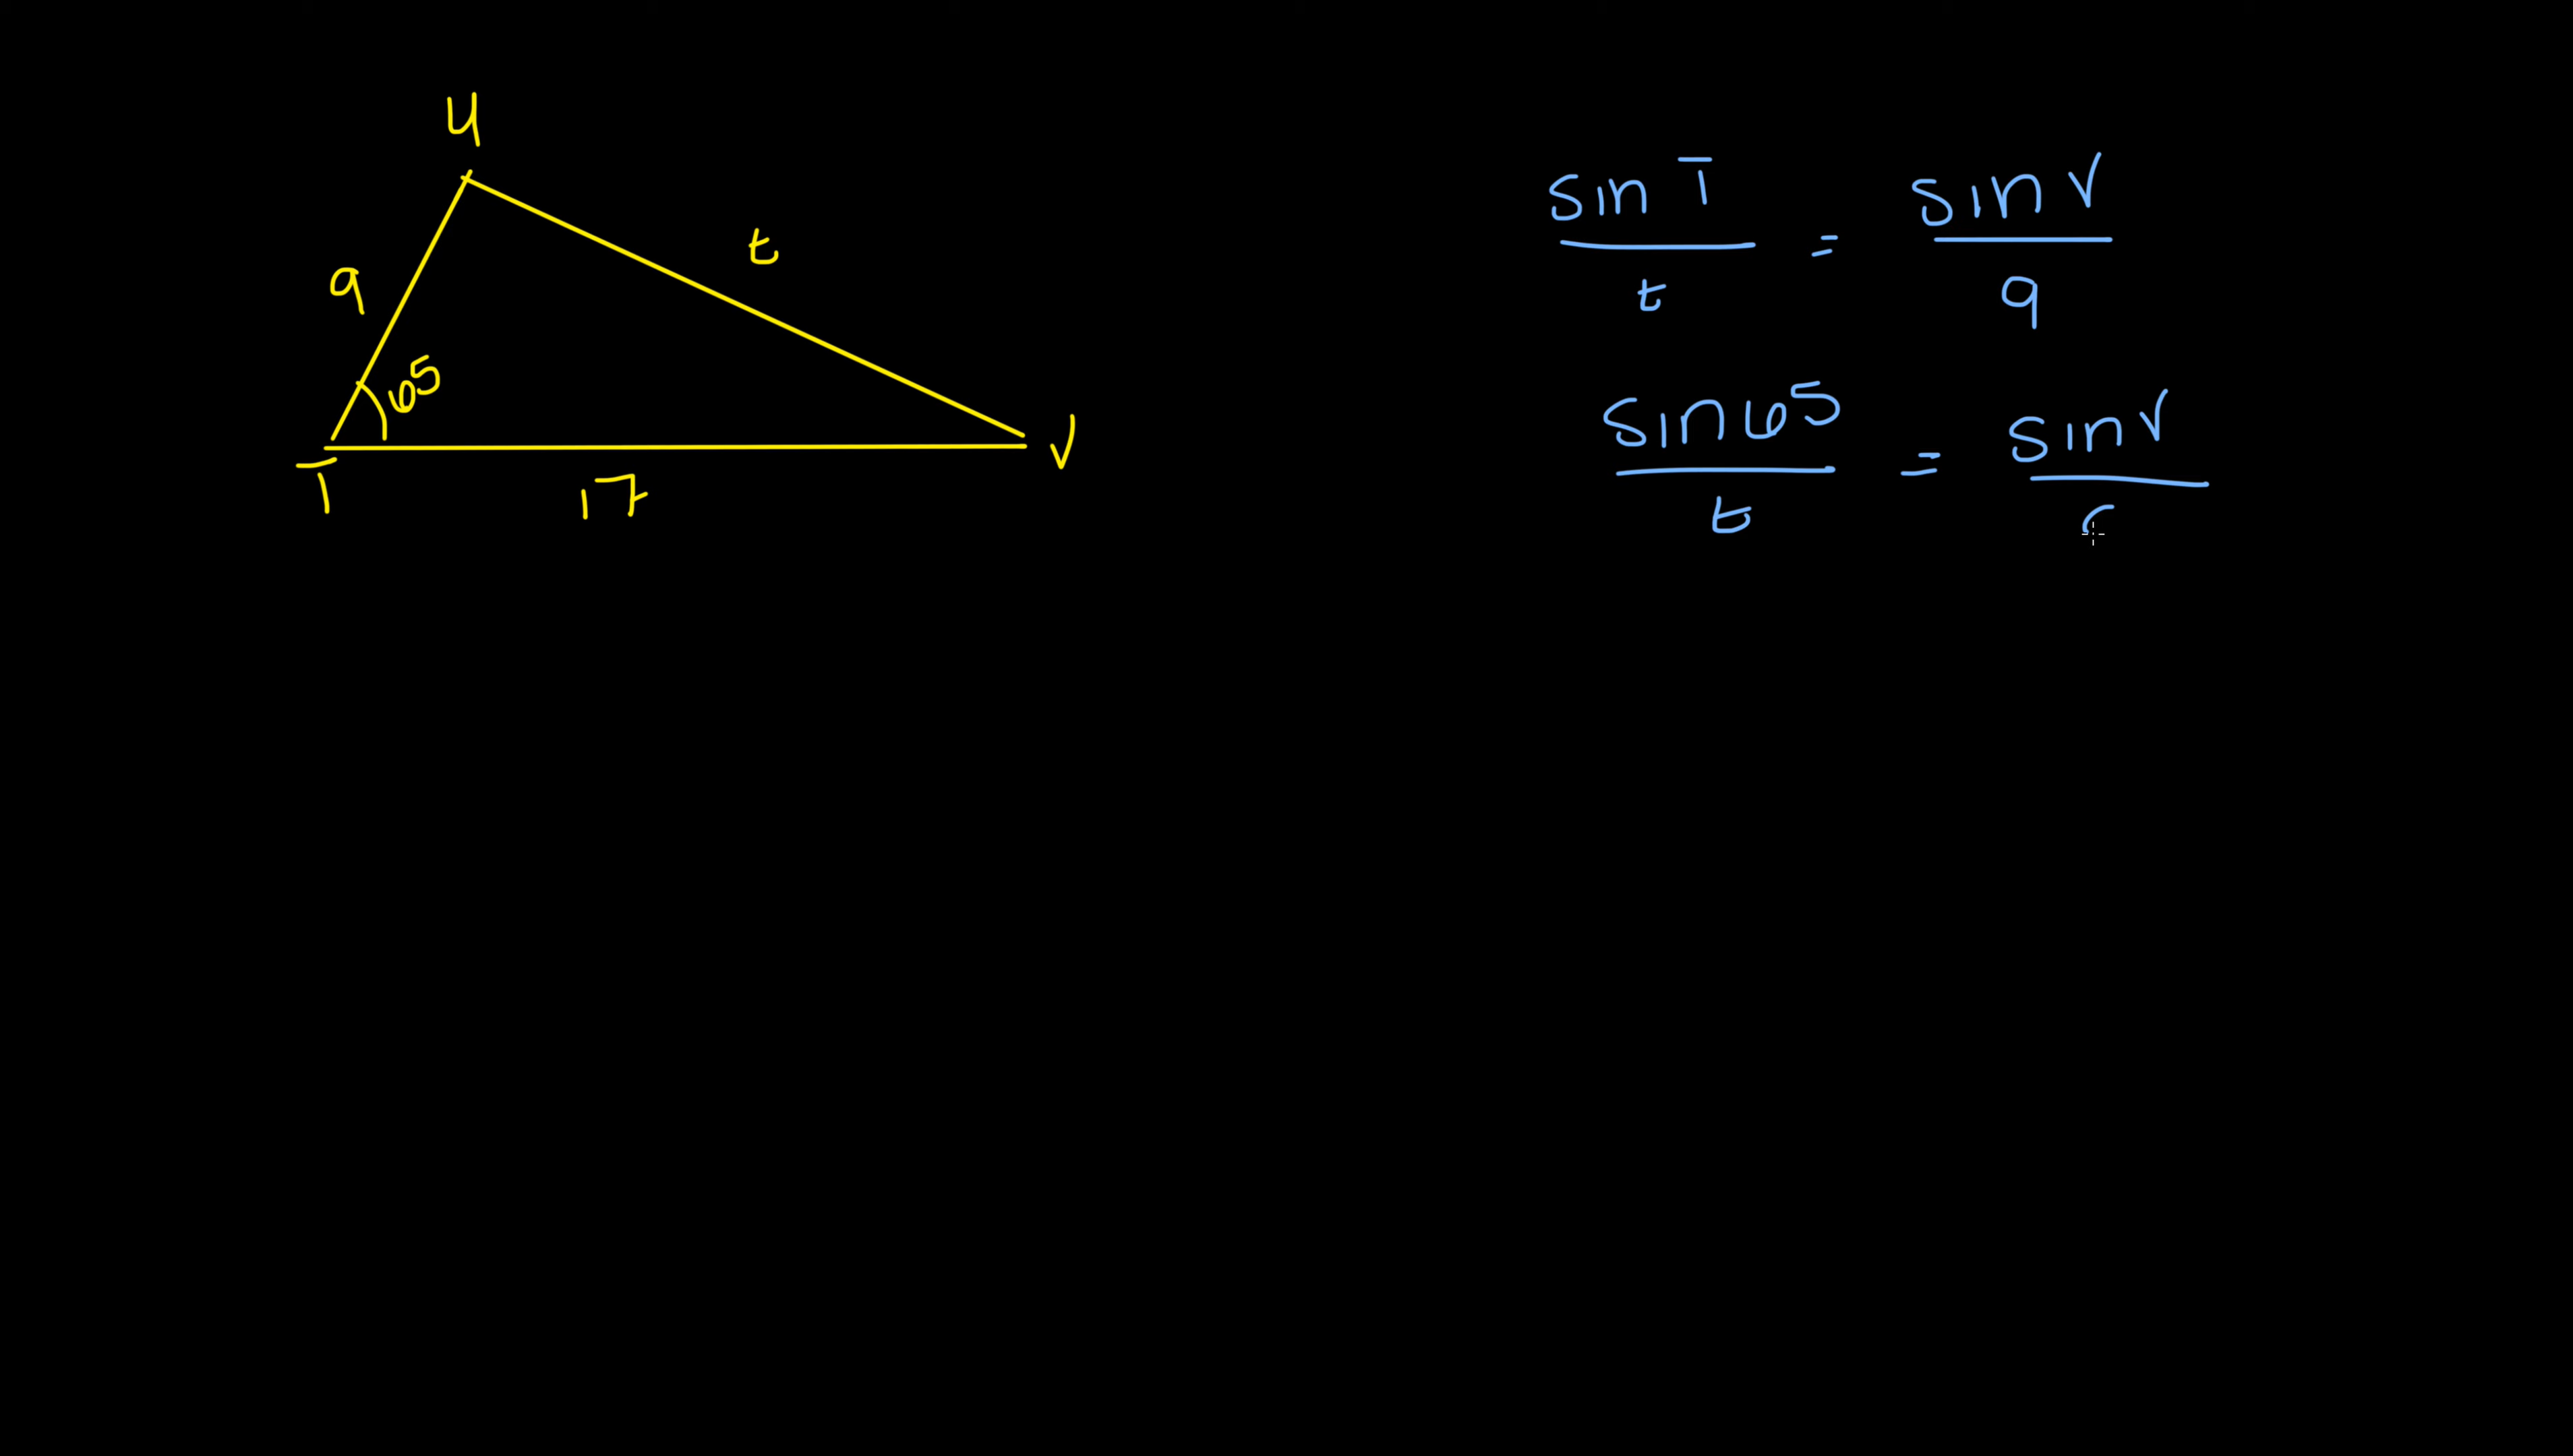 U
9
t
65
T
17
V
sin T / t = sin V / 9
sin 65 / t = sin V /